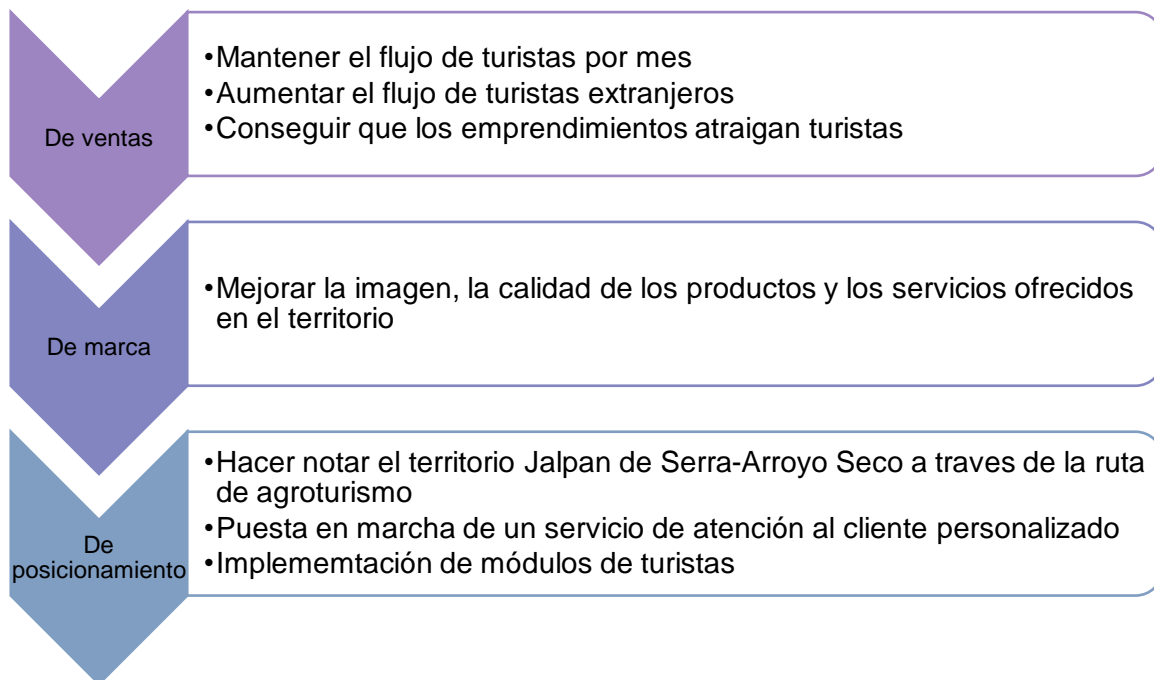 De ventas
•Mantener el flujo de turistas por mes
•Aumentar el flujo de turistas extranjeros
•Conseguir que los emprendimientos atraigan turistas
De marca
•Mejorar la imagen, la calidad de los productos y los servicios ofrecidos
en el territorio
De
posicionamiento
•Hacer notar el territorio Jalpan de Serra-Arroyo Seco a traves de la ruta
de agroturismo
•Puesta en marcha de un servicio de atención al cliente personalizado
•Implememtación de módulos de turistas